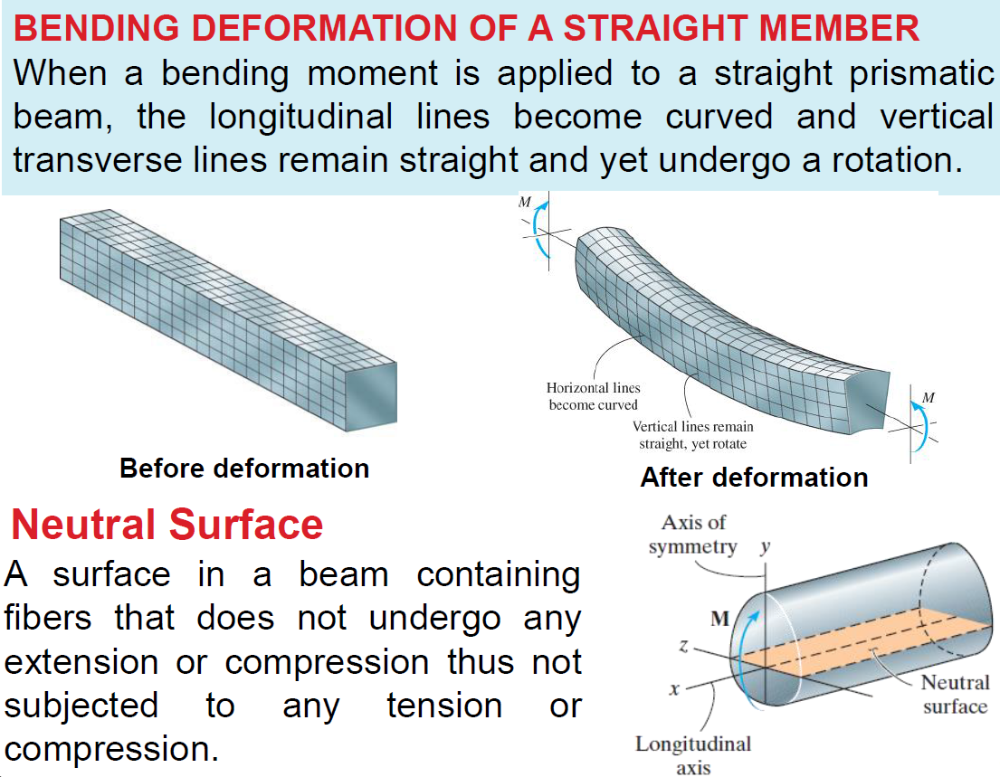 BENDING DEFORMATION OF A STRAIGHT MEMBER
When a bending moment is applied to a straight prismatic
beam, the longitudinal lines become curved and vertical
transverse lines remain straight and yet undergo a rotation.
M
Horizontal lines
become curved
M
Vertical lines remain
straight, yet rotate
Before deformation
After deformation
Neutral Surface
A surface in a beam containing
fibers that does not undergo any
extension or compression thus not
subjected to any tension or
compression.
Axis of
symmetry
y
M
z
x
Neutral
surface
Longitudinal
axis